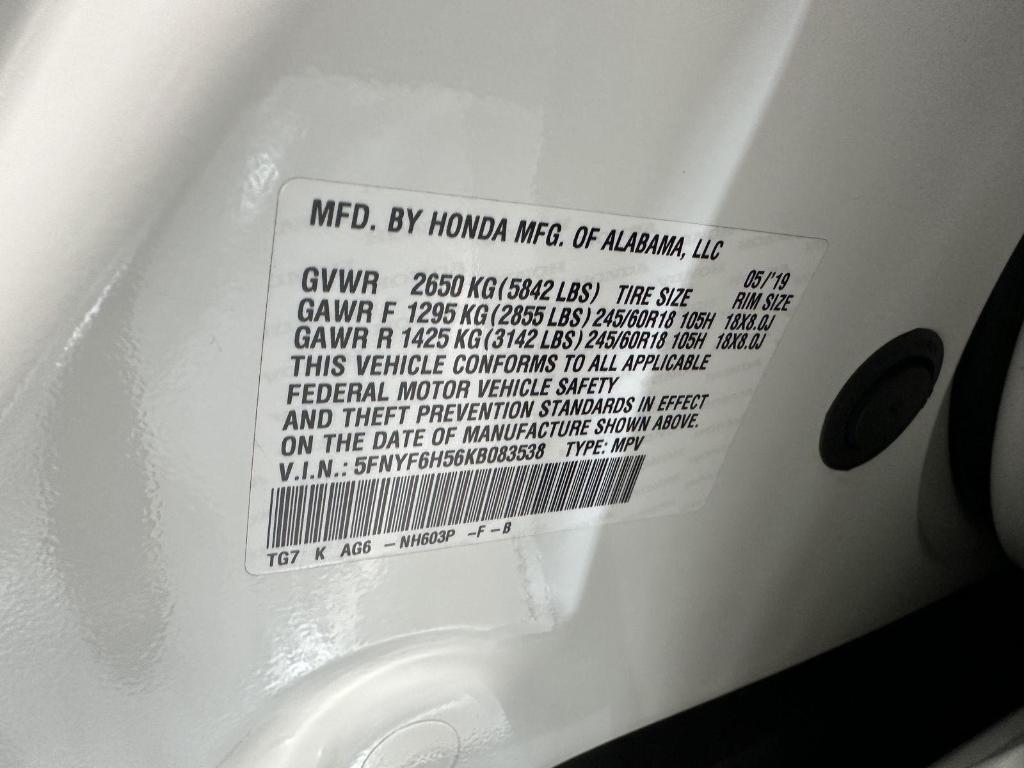 MFD. BY HONDA MFG. OF ALABAMA, LLC
05/'19
GVWR 2650 KG (5842 LBS) TIRE SIZE RIM SIZE
GAWR F 1295 KG (2855 LBS) 245/60R18 105H 18X8.0J
GAWR R 1425 KG (3142 LBS) 245/60R18 105H 18X8.0J
THIS VEHICLE CONFORMS TO ALL APPLICABLE
FEDERAL MOTOR VEHICLE SAFETY
AND THEFT PREVENTION STANDARDS IN EFFECT
ON THE DATE OF MANUFACTURE SHOWN ABOVE.
V.I.N.: 5FNYF6H56KB083538 TYPE: MPV
TG7 K AG6 -NH603P -F-B